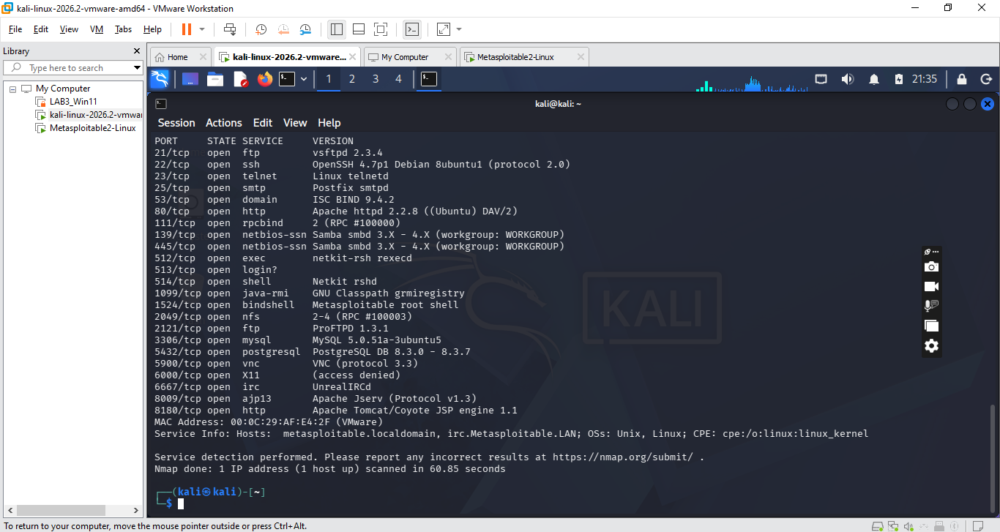 kali-linux-2026.2-vmware-amd64 - VMware Workstation
File Edit View VM Tabs Help
Library
Type here to search
My Computer
LAB3_Win11
kali-linux-2026.2-vmwar
Metasploitable2-Linux
Home kali-linux-2026.2-vmware... My Computer Metasploitable2-Linux
1 2 3 4 21:35
kali@kali: ~
Session Actions Edit View Help
PORT STATE SERVICE VERSION
21/tcp open ftp vsftpd 2.3.4
22/tcp open ssh OpenSSH 4.7p1 Debian 8ubuntu1 (protocol 2.0)
23/tcp open telnet Linux telnetd
25/tcp open smtp Postfix smtpd
53/tcp open domain ISC BIND 9.4.2
80/tcp open http Apache httpd 2.2.8 ((Ubuntu) DAV/2)
111/tcp open rpcbind 2 (RPC #100000)
139/tcp open netbios-ssn Samba smbd 3.X - 4.X (workgroup: WORKGROUP)
445/tcp open netbios-ssn Samba smbd 3.X - 4.X (workgroup: WORKGROUP)
512/tcp open exec netkit-rsh rexecd
513/tcp open login?
514/tcp open shell Netkit rshd
1099/tcp open java-rmi GNU Classpath grmiregistry
1524/tcp open bindshell Metasploitable root shell
2049/tcp open nfs 2-4 (RPC #100003)
2121/tcp open ftp ProFTPD 1.3.1
3306/tcp open mysql MySQL 5.0.51a-3ubuntu5
5432/tcp open postgresql PostgreSQL DB 8.3.0 - 8.3.7
5900/tcp open vnc VNC (protocol 3.3)
6000/tcp open X11 (access denied)
6667/tcp open irc UnrealIRCd
8009/tcp open ajp13 Apache Jserv (Protocol v1.3)
8180/tcp open http Apache Tomcat/Coyote JSP engine 1.1
MAC Address: 00:0C:29:AF:E4:2F (VMware)
Service Info: Hosts:  metasploitable.localdomain, irc.Metasploitable.LAN; OSs: Unix, Linux; CPE: cpe:/o:linux:linux_kernel
Service detection performed. Please report any incorrect results at https://nmap.org/submit/ .
Nmap done: 1 IP address (1 host up) scanned in 60.85 seconds
┌──(kali㉿kali)-[~]
└─$
KALI
To return to your computer, move the mouse pointer outside or press Ctrl+Alt.